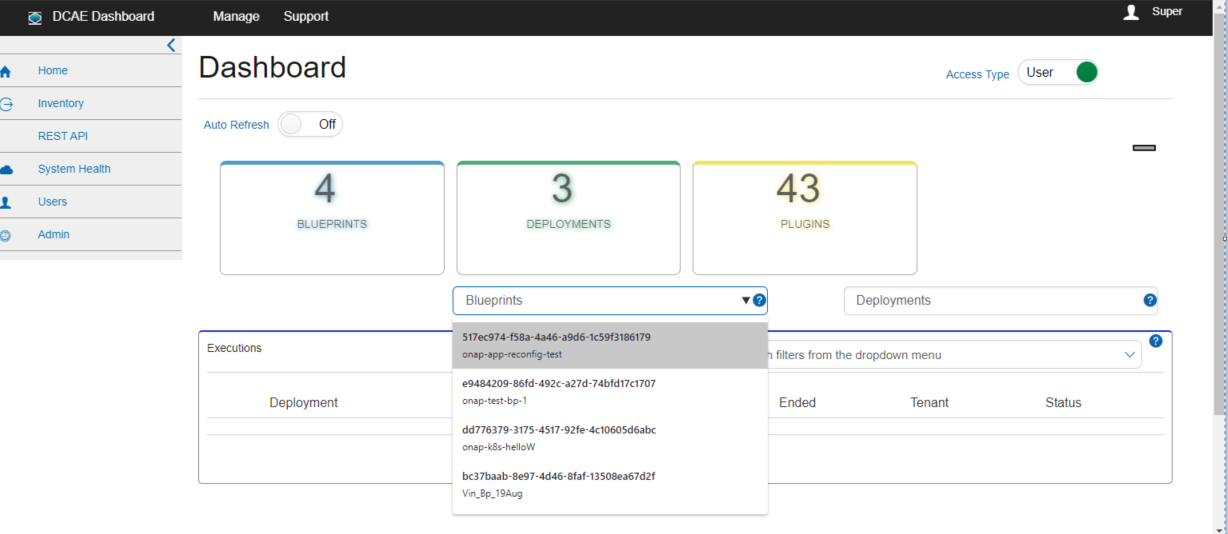 DCAE Dashboard Manage Support Super
Home
Inventory
REST API
System Health
Users
Admin
Dashboard
Access Type User
Auto Refresh Off
4
BLUEPRINTS
3
DEPLOYMENTS
43
PLUGINS
Blueprints
Deployments
517ec974-f58a-4a46-a9d6-1c59f3186179
onap-app-reconfig-test
e9484209-86fd-492c-a27d-74bfd17c1707
onap-test-bp-1
dd776379-3175-4517-92fe-4c10605d6abc
onap-k8s-helloW
bc37baab-8e97-4d46-8faf-13508ea67d2f
Vin_Bp_19Aug
Executions
filters from the dropdown menu
Deployment Ended Tenant Status